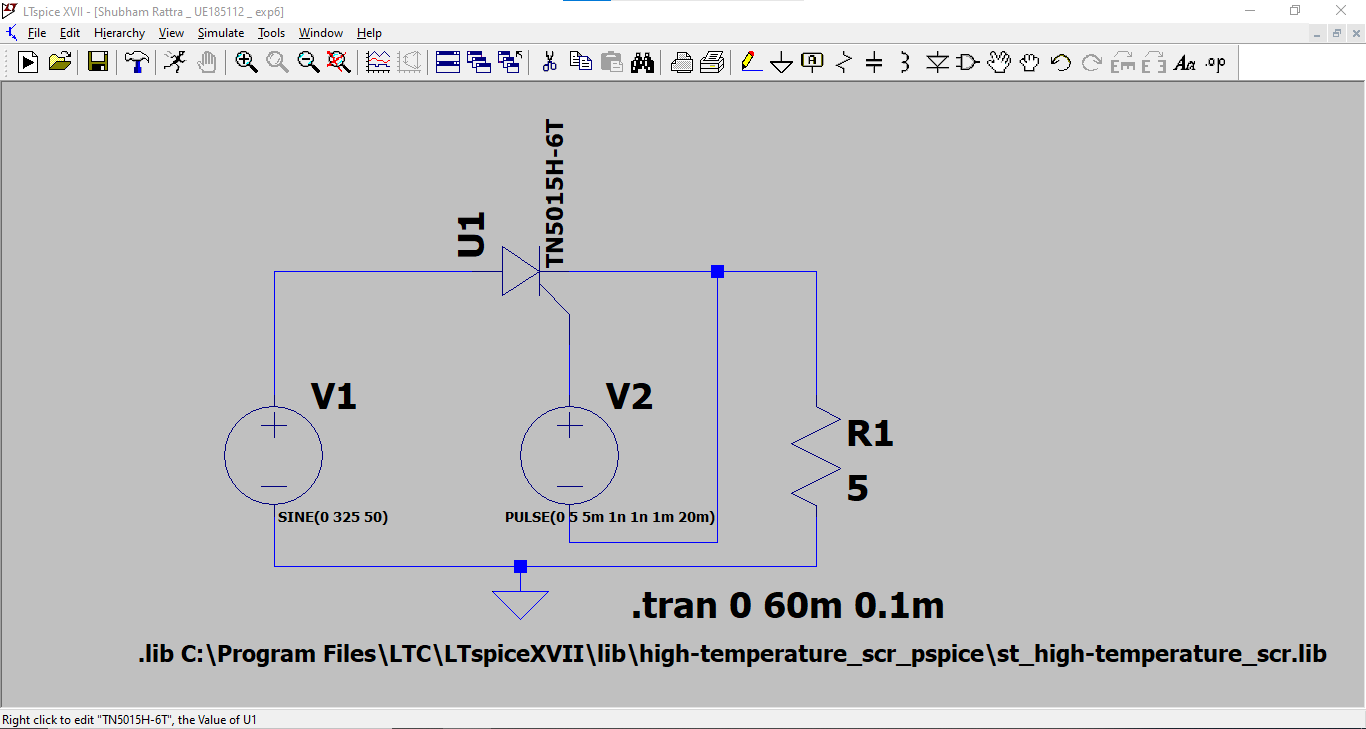 LTspice XVII - [Shubham Rattra _ UE185112 _ exp6]
File Edit Hierarchy View Simulate Tools Window Help
A Aa .op
TN5015H-6T
U1
V1
V2
R1
5
SINE(0 325 50)
PULSE(0 5 5m 1n 1n 1m 20m)
.tran 0 60m 0.1m
.lib C:\Program Files\LTC\LTspiceXVII\lib\high-temperature_scr_pspice\st_high-temperature_scr.lib
Right click to edit "TN5015H-6T", the Value of U1